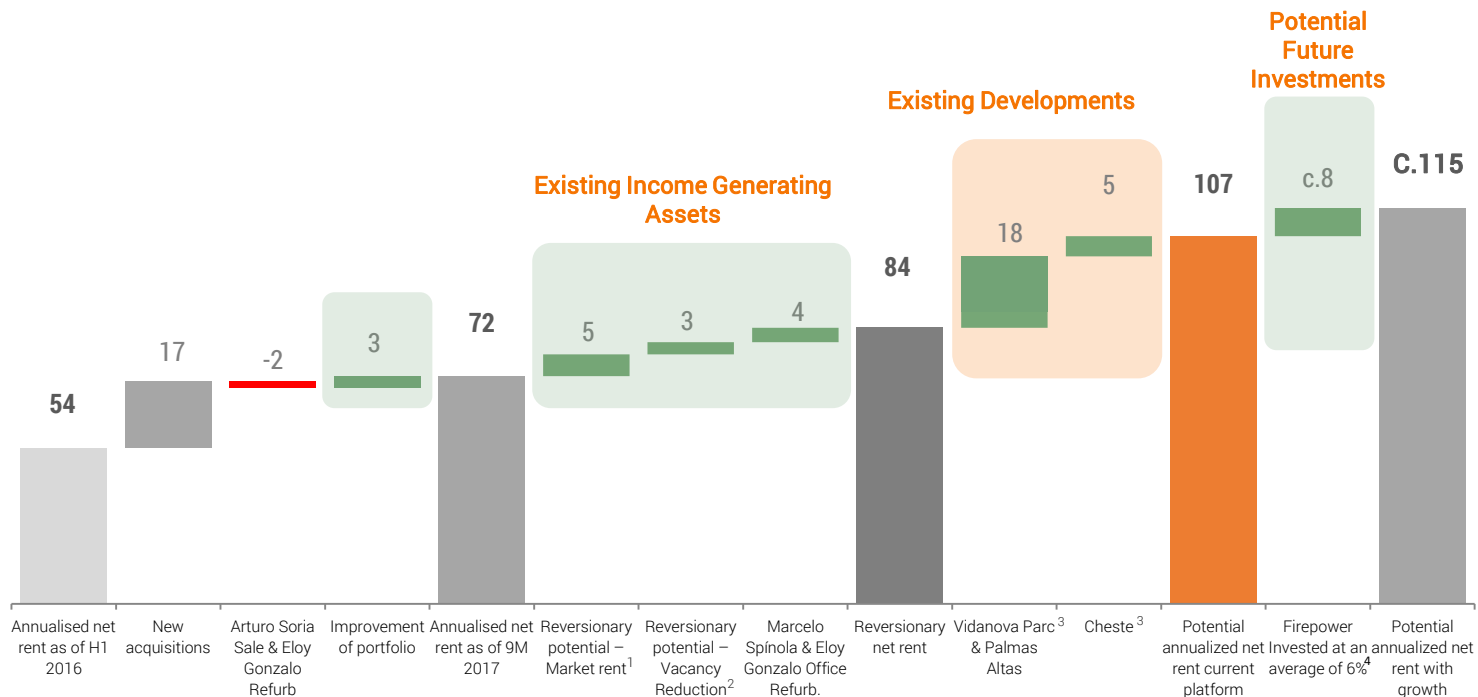 Potential
Future
Investments
Existing Developments
Existing Income Generating
Assets
54
17
-2
3
72
5
3
4
84
18
5
107
c.8
C.115
Annualised net
rent as of H1
2016
New
acquisitions
Arturo Soria
Sale & Eloy
Gonzalo
Refurb
Improvement
of portfolio
Annualised net
rent as of 9M
2017
Reversionary
potential –
Market rent¹
Reversionary
potential –
Vacancy
Reduction²
Marcelo
Spínola & Eloy
Gonzalo Office
Refurb.
Reversionary
net rent
Vidanova Parc ³
& Palmas
Altas
Cheste ³
Potential
annualized net
rent current
platform
Firepower
Invested at an
average of 6%⁴
Potential
annualized net
rent with
growth